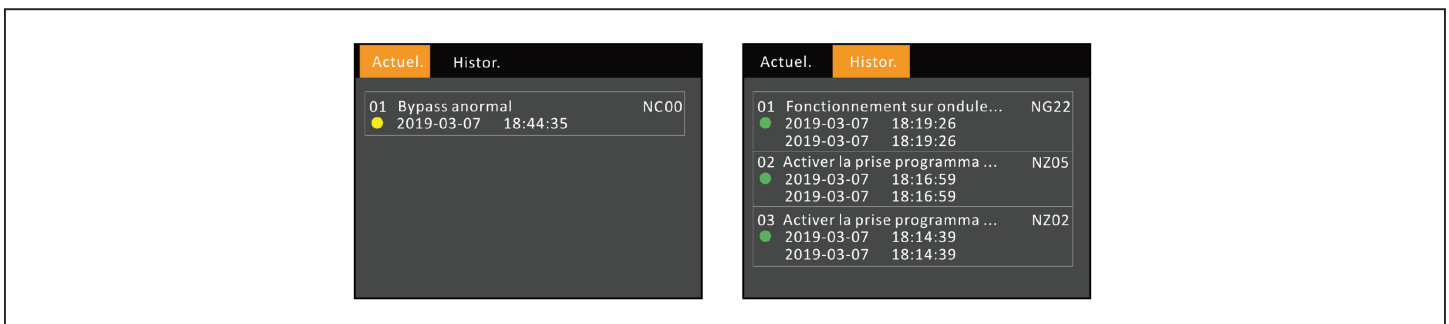 Actuel. Histor.
01 Bypass anormal NC00
2019-03-07 18:44:35
Actuel. Histor.
01 Fonctionnement sur ondule... NG22
2019-03-07 18:19:26
2019-03-07 18:19:26
02 Activer la prise programma ... NZ05
2019-03-07 18:16:59
2019-03-07 18:16:59
03 Activer la prise programma ... NZ02
2019-03-07 18:14:39
2019-03-07 18:14:39